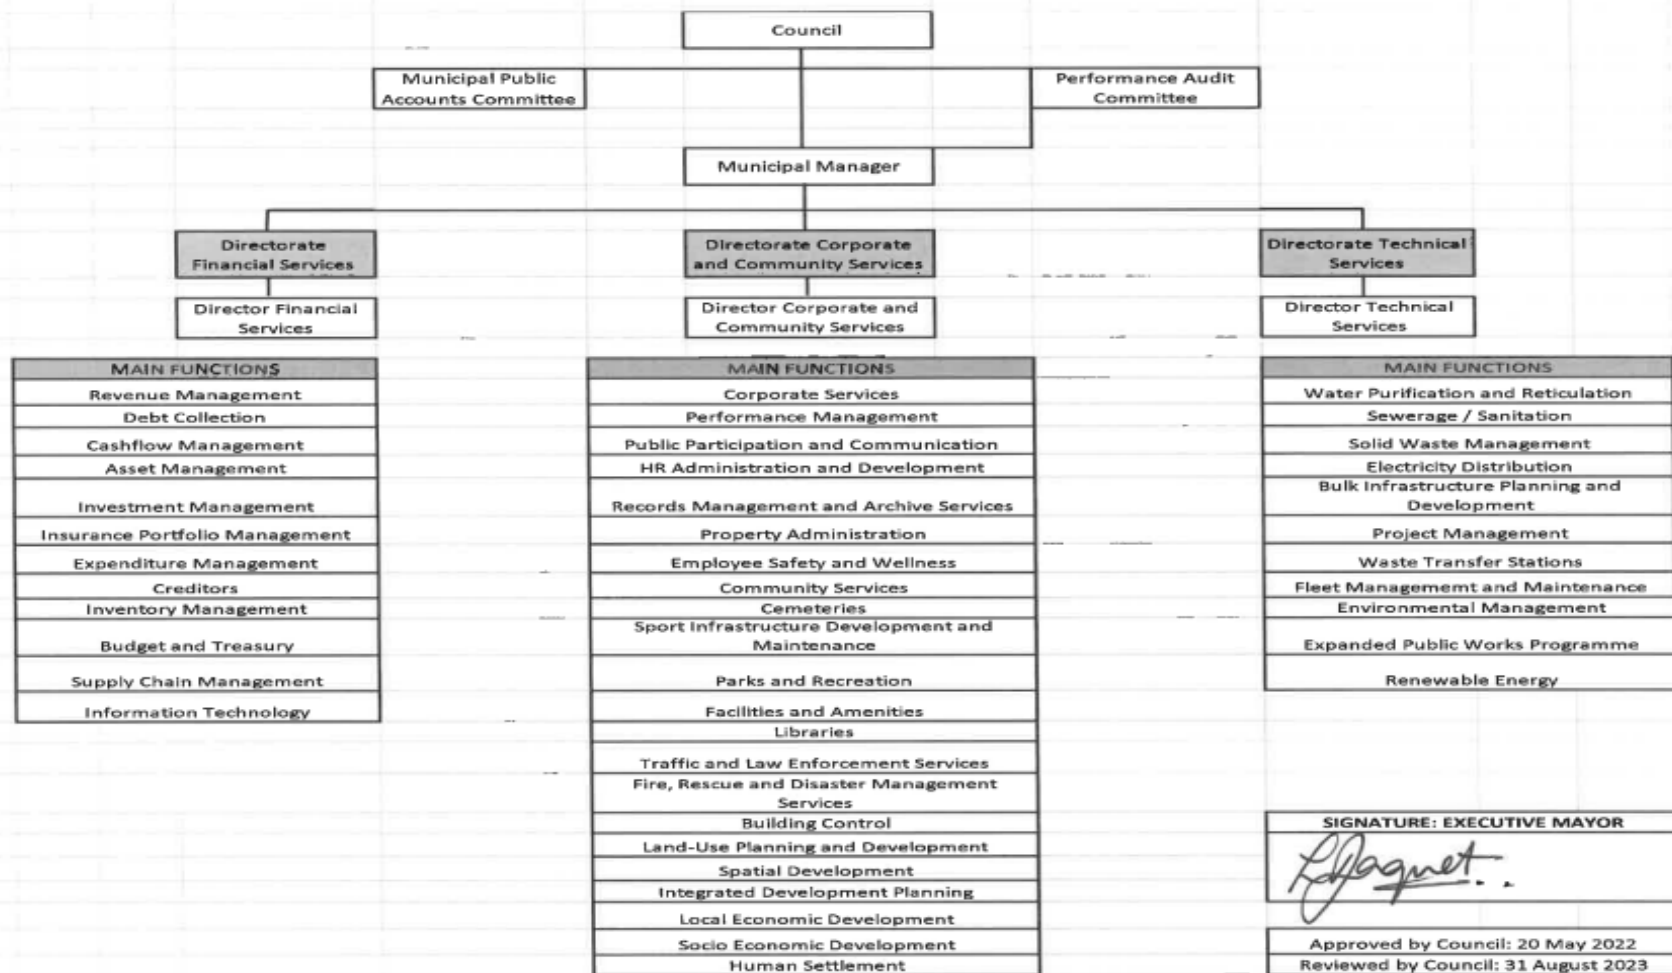 Council
Municipal Public
Accounts Committee
Performance Audit
Committee
Municipal Manager
Directorate
Financial Services
Directorate Corporate
and Community Services
Directorate Technical
Services
Director Financial
Services
Director Corporate and
Community Services
Director Technical
Services
MAIN FUNCTIONS
Revenue Management
Debt Collection
Cashflow Management
Asset Management
Investment Management
Insurance Portfolio Management
Expenditure Management
Creditors
Inventory Management
Budget and Treasury
Supply Chain Management
Information Technology
MAIN FUNCTIONS
Corporate Services
Performance Management
Public Participation and Communication
HR Administration and Development
Records Management and Archive Services
Property Administration
Employee Safety and Wellness
Community Services
Cemeteries
Sport Infrastructure Development and
Maintenance
Parks and Recreation
Facilities and Amenities
Libraries
Traffic and Law Enforcement Services
Fire, Rescue and Disaster Management
Services
Building Control
Land-Use Planning and Development
Spatial Development
Integrated Development Planning
Local Economic Development
Socio Economic Development
Human Settlement
MAIN FUNCTIONS
Water Purification and Reticulation
Sewerage / Sanitation
Solid Waste Management
Electricity Distribution
Bulk Infrastructure Planning and
Development
Project Management
Waste Transfer Stations
Fleet Managememt and Maintenance
Environmental Management
Expanded Public Works Programme
Renewable Energy
SIGNATURE: EXECUTIVE MAYOR
Approved by Council: 20 May 2022
Reviewed by Council: 31 August 2023